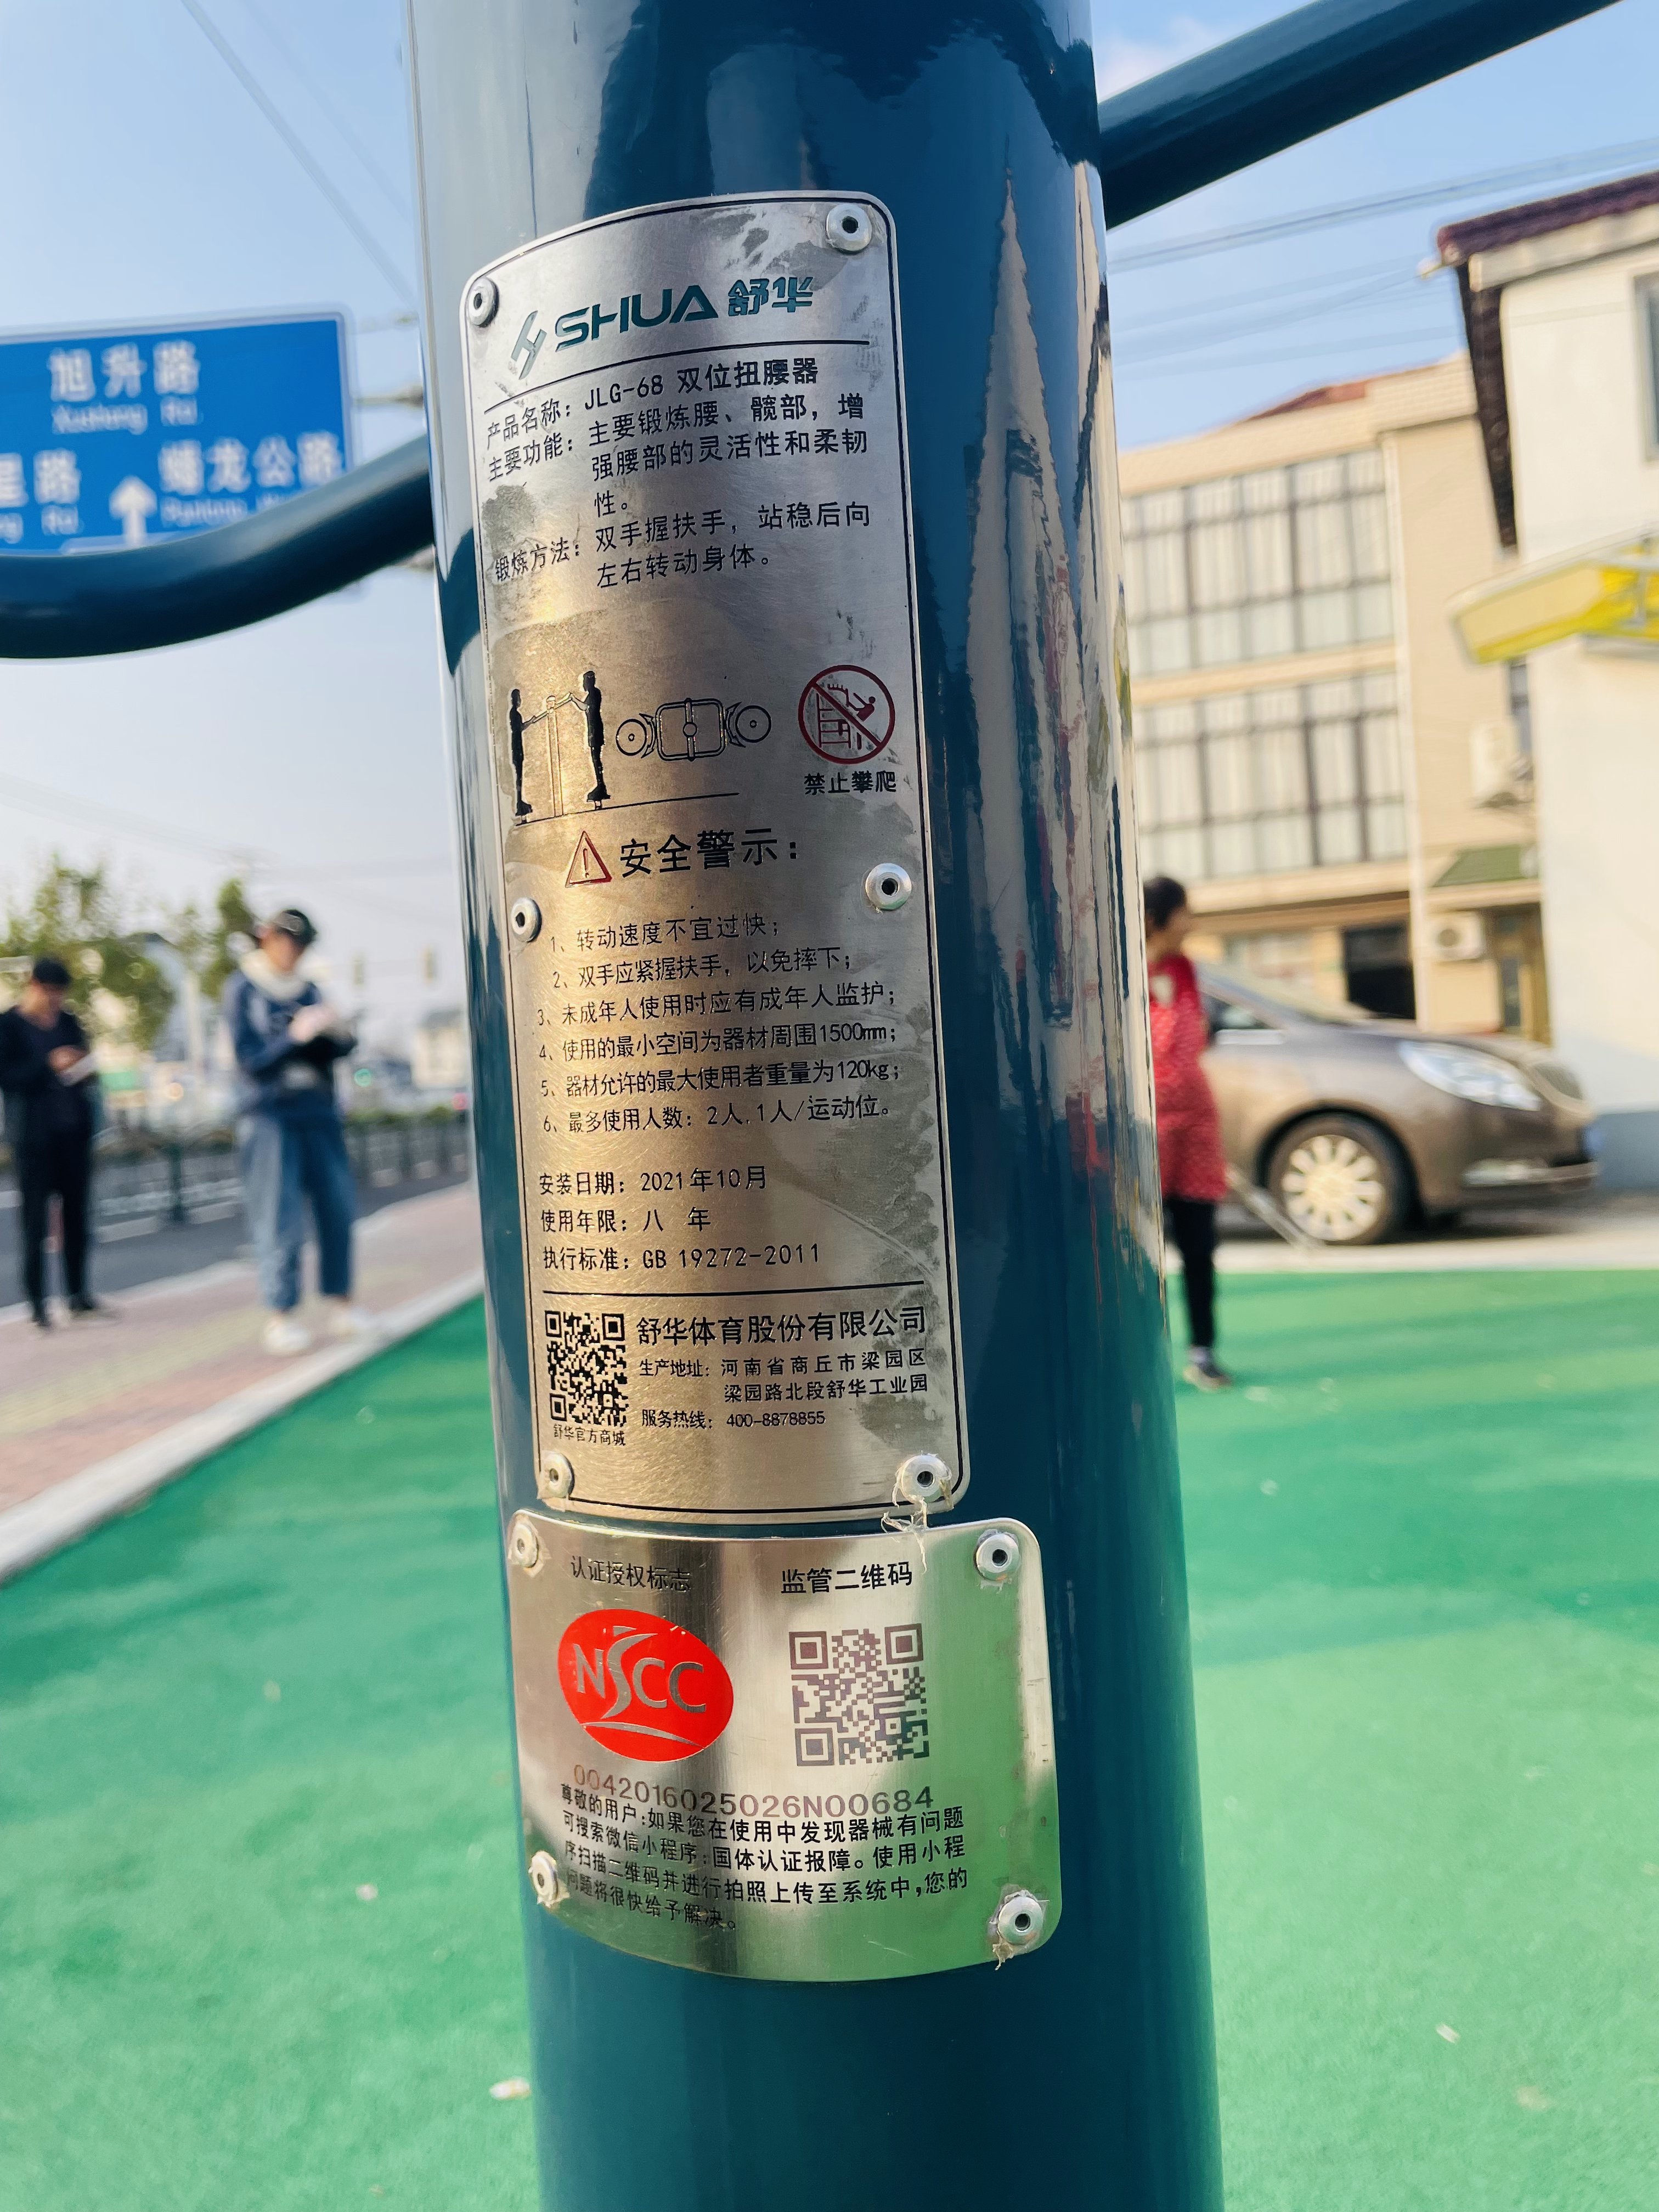 旭升路
Xusheng Rd.
星路
蟠龙公路
SHUA 舒华
产品名称: JLG-68 双位扭腰器
主要功能: 主要锻炼腰、髋部，增
强腰部的灵活性和柔韧
性。
锻炼方法: 双手握扶手，站稳后向
左右转动身体。
禁止攀爬
安全警示:
1、转动速度不宜过快;
2、双手应紧握扶手，以免摔下;
3、未成年人使用时应有成年人监护;
4、使用的最小空间为器材周围1500mm;
5、器材允许的最大使用者重量为120kg;
6、最多使用人数: 2人，1人/运动位。
安装日期: 2021年10月
使用年限: 八 年
执行标准: GB 19272-2011
舒华体育股份有限公司
生产地址: 河南省商丘市梁园区
梁园路北段舒华工业园
服务热线: 400-8878855
舒华官方商城
认证授权标志 监管二维码
NSCC
0042016025026N00684
尊敬的用户:如果您在使用中发现器械有问题
可搜索微信小程序:国体认证报障。使用小程
序扫描二维码并进行拍照上传至系统中,您的
问题将很快给予解决。